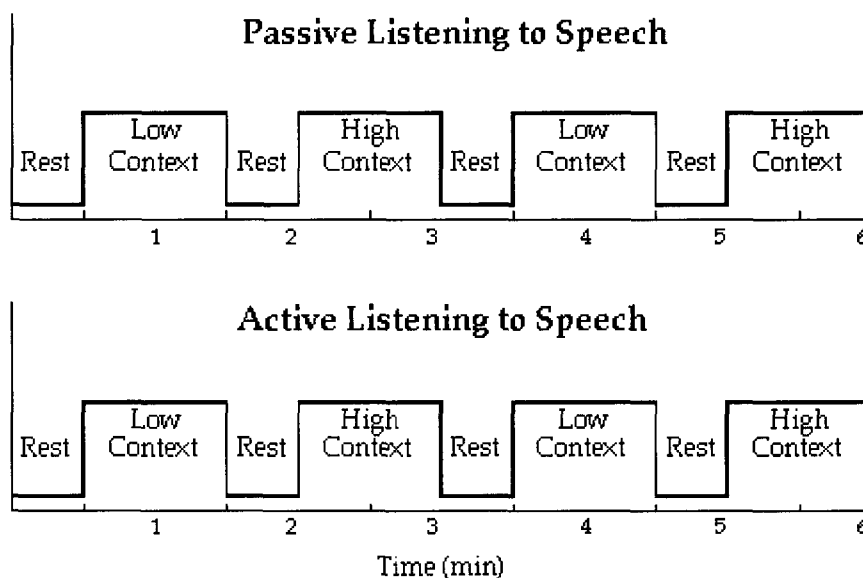 Passive Listening to Speech
Rest Low Context Rest High Context Rest Low Context Rest High Context
1 2 3 4 5 6
Active Listening to Speech
Rest Low Context Rest High Context Rest Low Context Rest High Context
1 2 3 4 5 6
Time (min)